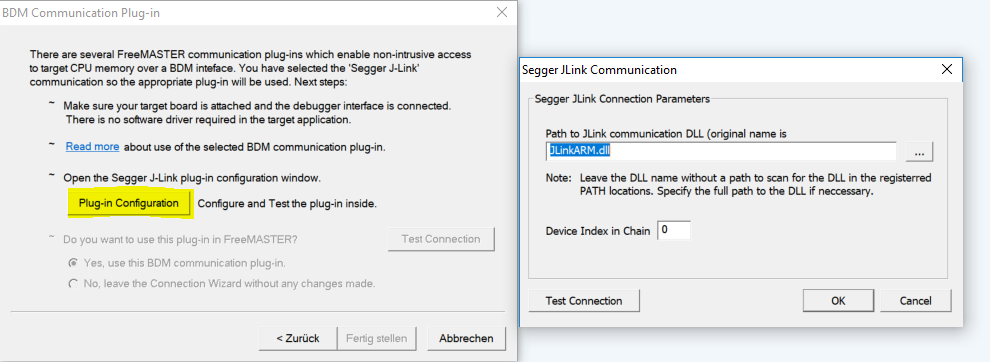 BDM Communication Plug-in
There are several FreeMASTER communication plug-ins which enable non-intrusive access
to target CPU memory over a BDM inteface. You have selected the 'Segger J-Link'
communication so the appropriate plug-in will be used. Next steps:
~ Make sure your target board is attached and the debugger interface is connected.
There is no software driver required in the target application.
~ Read more about use of the selected BDM communication plug-in.
~ Open the Segger J-Link plug-in configuration window.
Plug-in Configuration Configure and Test the plug-in inside.
~ Do you want to use this plug-in in FreeMASTER? Test Connection
Yes, use this BDM communication plug-in.
No, leave the Connection Wizard without any changes made.
< Zurück Fertig stellen Abbrechen
Segger JLink Communication
Segger JLink Connection Parameters
Path to JLink communication DLL (original name is
JLinkARM.dll ...
Note: Leave the DLL name without a path to scan for the DLL in the registerred
PATH locations. Specify the full path to the DLL if neccessary.
Device Index in Chain 0
Test Connection OK Cancel